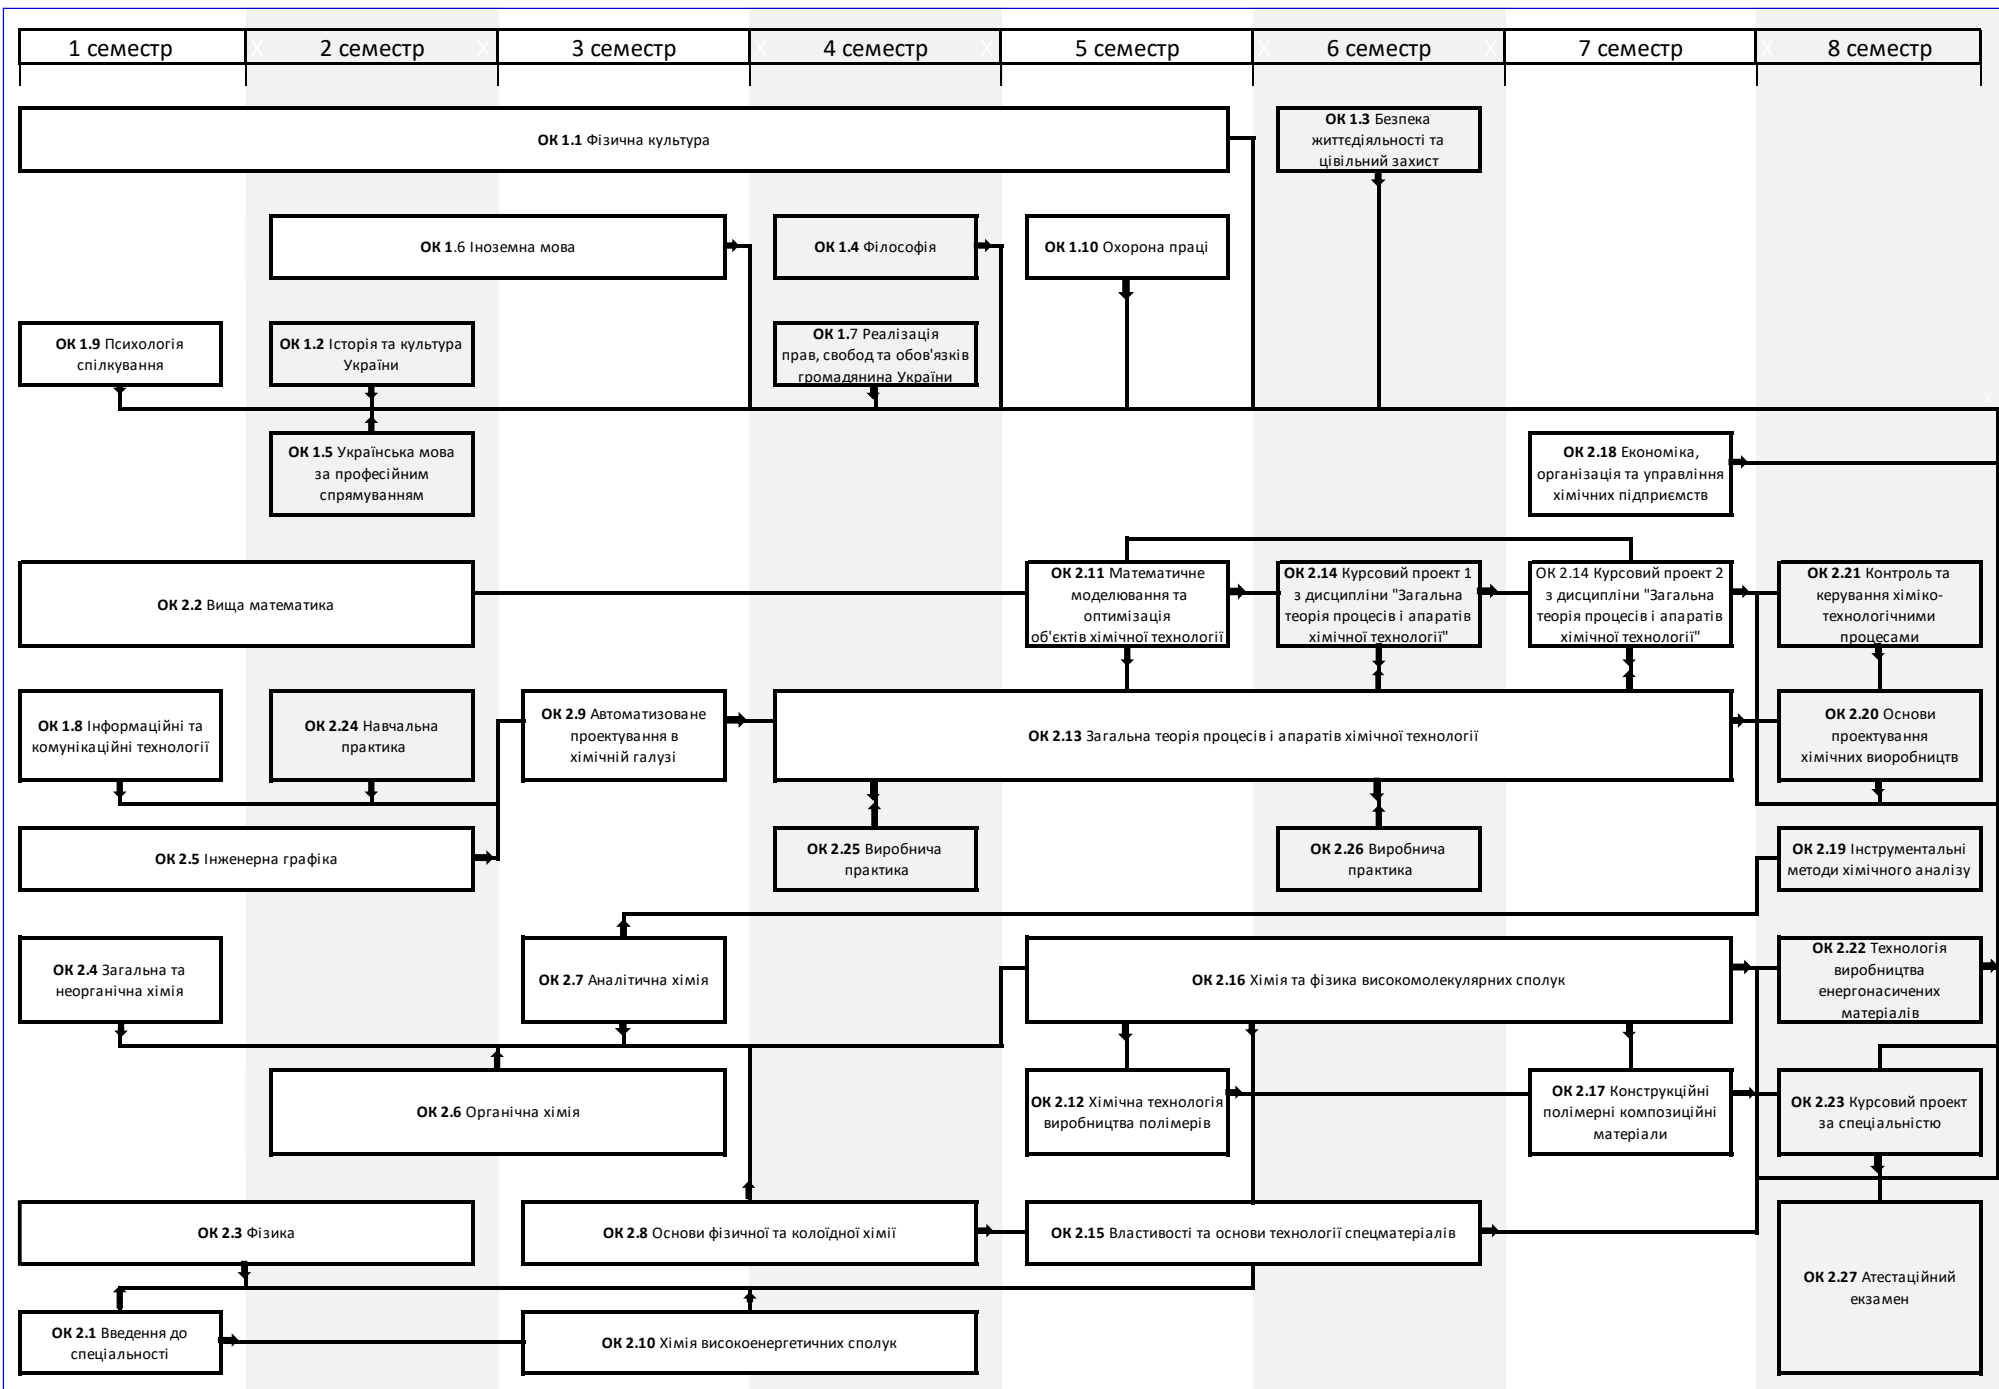 1 семестр
2 семестр
3 семестр
4 семестр
5 семестр
6 семестр
7 семестр
8 семестр
ОК 1.1 Фізична культура
ОК 1.3 Безпека
життєдіяльності та
цівільний захист
ОК 1.6 Іноземна мова
ОК 1.4 Філософія
ОК 1.10 Охорона праці
ОК 1.9 Психологія
спілкування
ОК 1.2 Історія та культура
України
ОК 1.7 Реалізація
прав, свобод та обов'язків
громадянина України
ОК 1.5 Українська мова
за професійним
спрямуванням
ОК 2.18 Економіка,
організація та управління
хімічних підприємств
ОК 2.2 Вища математика
ОК 2.11 Математичне
моделювання та
оптимізація
об'єктів хімічної технології
ОК 2.14 Курсовий проект 1
з дисципліни "Загальна
теорія процесів і апаратів
хімічної технології"
ОК 2.14 Курсовий проект 2
з дисципліни "Загальна
теорія процесів і апаратів
хімічної технології"
ОК 2.21 Контроль та
керування хіміко-
технологічними
процесами
ОК 1.8 Інформаційні та
комунікаційні технології
ОК 2.24 Навчальна
практика
ОК 2.9 Автоматизоване
проектування в
хімічній галузі
ОК 2.13 Загальна теорія процесів і апаратів хімічної технології
ОК 2.20 Основи
проектування
хімічних виоробництв
ОК 2.5 Інженерна графіка
ОК 2.25 Виробнича
практика
ОК 2.26 Виробнича
практика
ОК 2.19 Інструментальні
методи хімічного аналізу
ОК 2.4 Загальна та
неорганічна хімія
ОК 2.7 Аналітична хімія
ОК 2.16 Хімія та фізика високомолекулярних сполук
ОК 2.22 Технологія
виробництва
енергонасичених
матеріалів
ОК 2.6 Органічна хімія
ОК 2.12 Хімічна технологія
виробництва полімерів
ОК 2.17 Конструкційні
полімерні композиційні
матеріали
ОК 2.23 Курсовий проект
за спеціальністю
ОК 2.3 Фізика
ОК 2.8 Основи фізичної та колоїдної хімії
ОК 2.15 Властивості та основи технології спецматеріалів
ОК 2.27 Атестаційний
екзамен
ОК 2.1 Введення до
спеціальності
ОК 2.10 Хімія високоенергетичних сполук